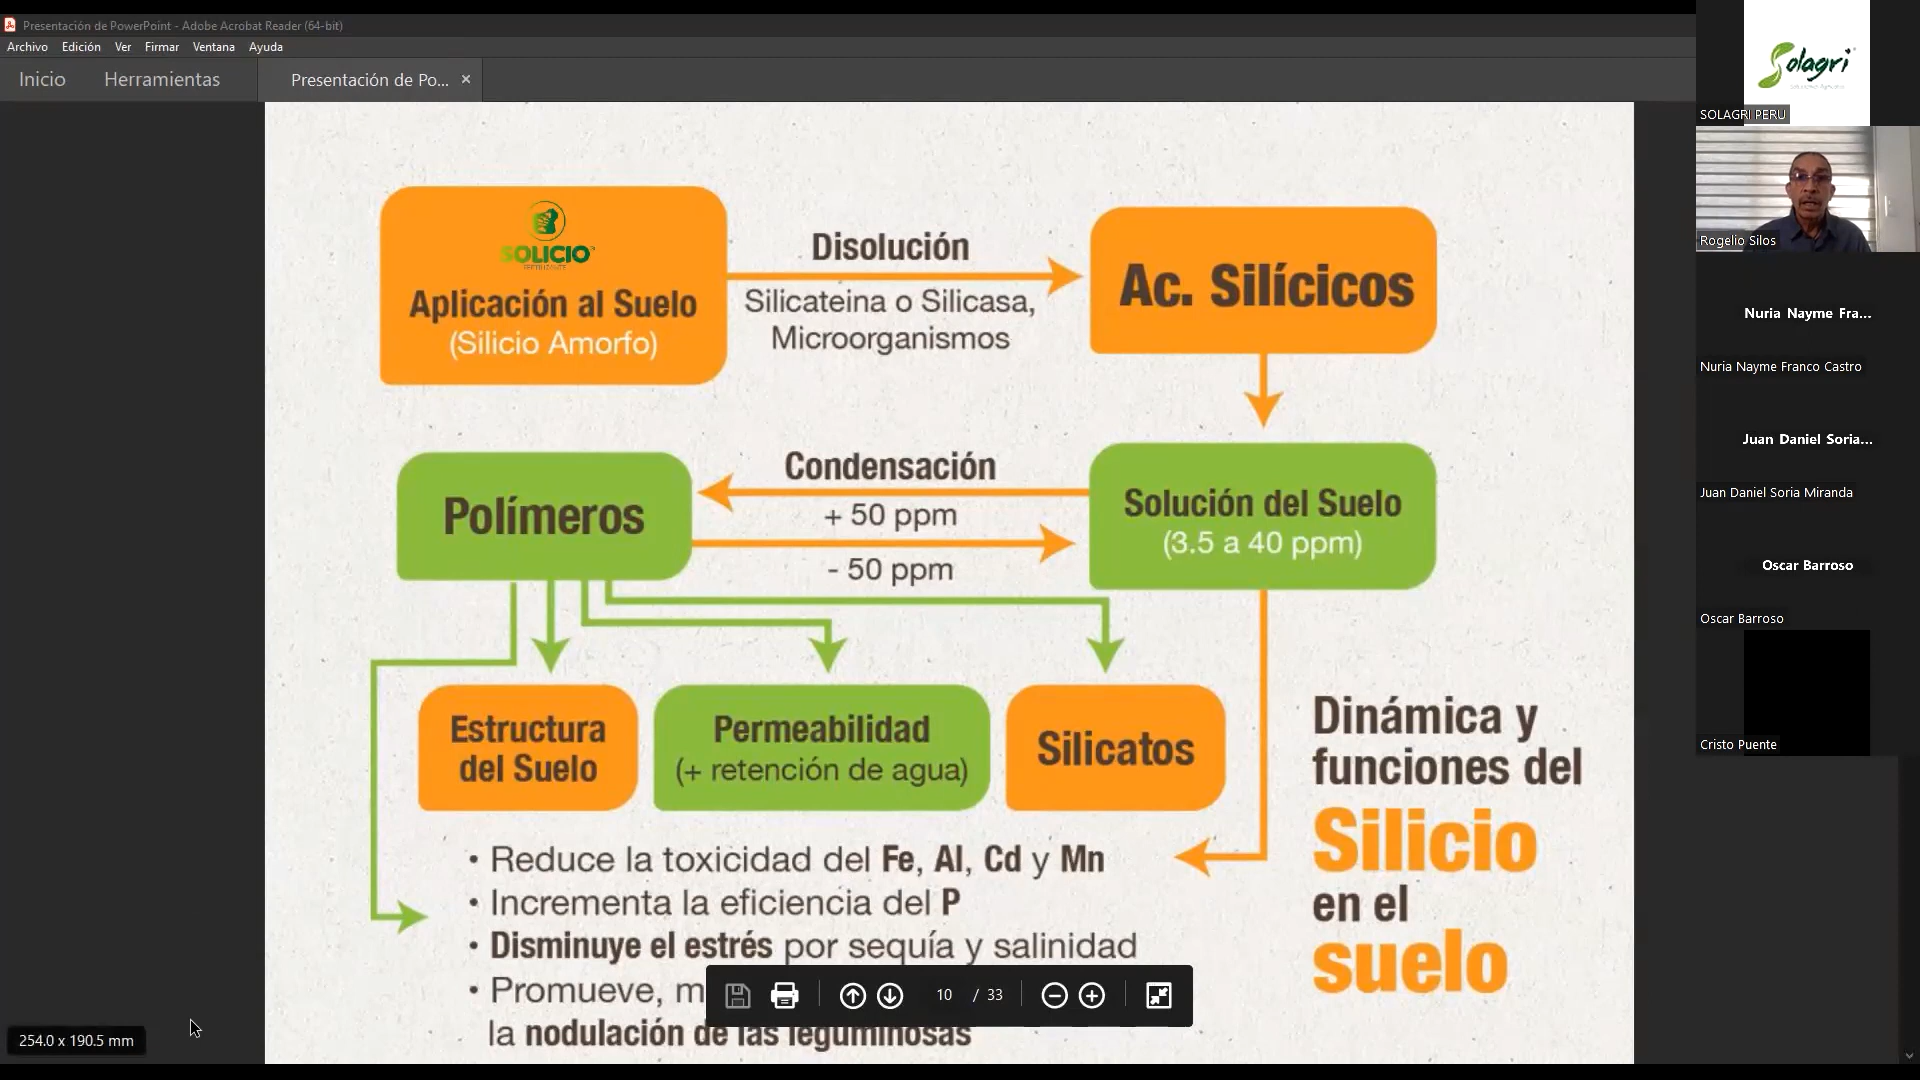 Presentación de PowerPoint - Adobe Acrobat Reader (64-bit)
Archivo Edición Ver Firmar Ventana Ayuda
Inicio Herramientas Presentación de Po... ×
SOLICIO
FERTILIZANTE
Aplicación al Suelo
(Silicio Amorfo)
Disolución
Silicateina o Silicasa,
Microorganismos
Ac. Silícicos
Polímeros
Condensación
+ 50 ppm
- 50 ppm
Solución del Suelo
(3.5 a 40 ppm)
Estructura
del Suelo
Permeabilidad
(+ retención de agua)
Silicatos
Dinámica y
funciones del
Silicio
en el
suelo
• Reduce la toxicidad del Fe, Al, Cd y Mn
• Incrementa la eficiencia del P
• Disminuye el estrés por sequía y salinidad
• Promueve,
la nodulación de las leguminosas
10 / 33
254.0 x 190.5 mm
Solagri
SOLAGRI PERU
Rogelio Silos
Nuria Nayme Fra...
Nuria Nayme Franco Castro
Juan Daniel Soria...
Juan Daniel Soria Miranda
Oscar Barroso
Oscar Barroso
Cristo Puente